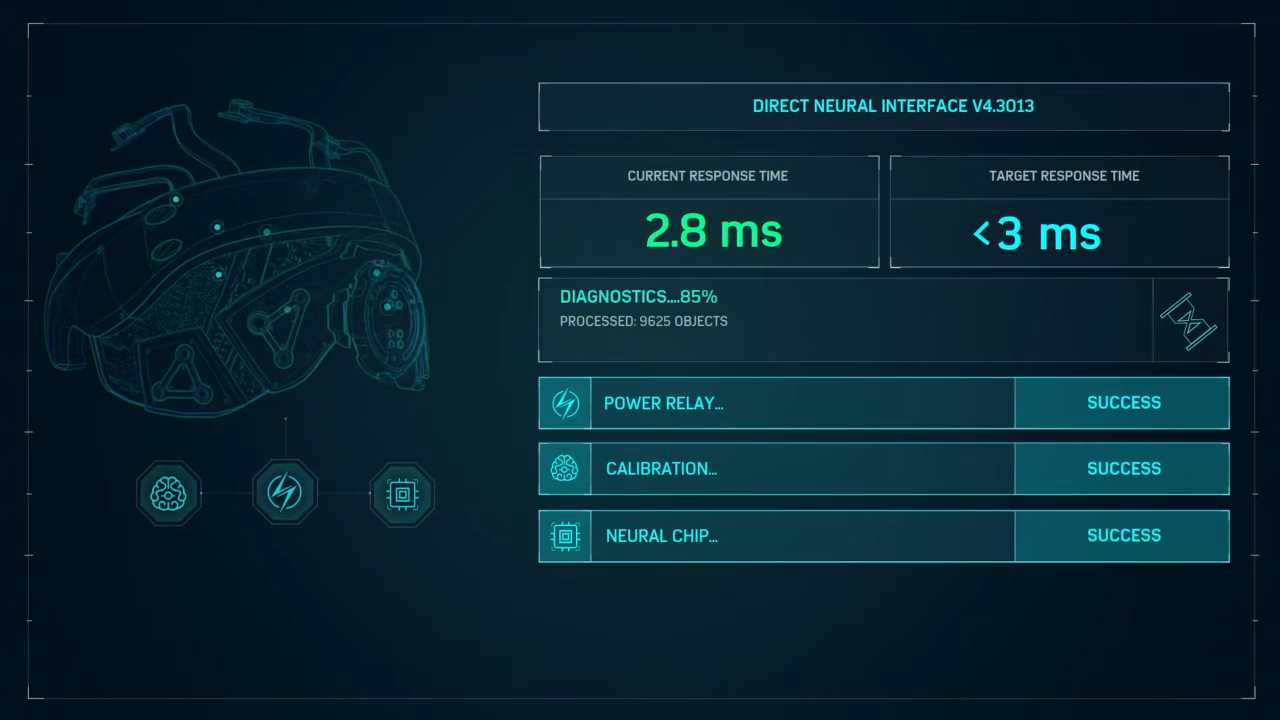 DIRECT NEURAL INTERFACE V4.3013
CURRENT RESPONSE TIME
2.8 ms
TARGET RESPONSE TIME
<3 ms
DIAGNOSTICS....85%
PROCESSED: 9625 OBJECTS
POWER RELAY...
SUCCESS
CALIBRATION...
SUCCESS
NEURAL CHIP...
SUCCESS